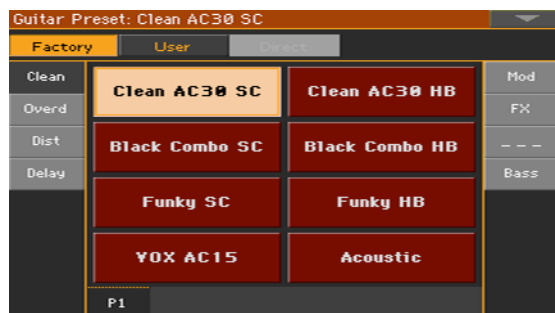 Guitar Preset: Clean AC30 SC
Factory User Direct
Clean
Overd
Dist
Delay
Clean AC30 SC Clean AC30 HB
Black Combo SC Black Combo HB
Funky SC Funky HB
VOX AC15 Acoustic
Mod
FX
---
Bass
P1